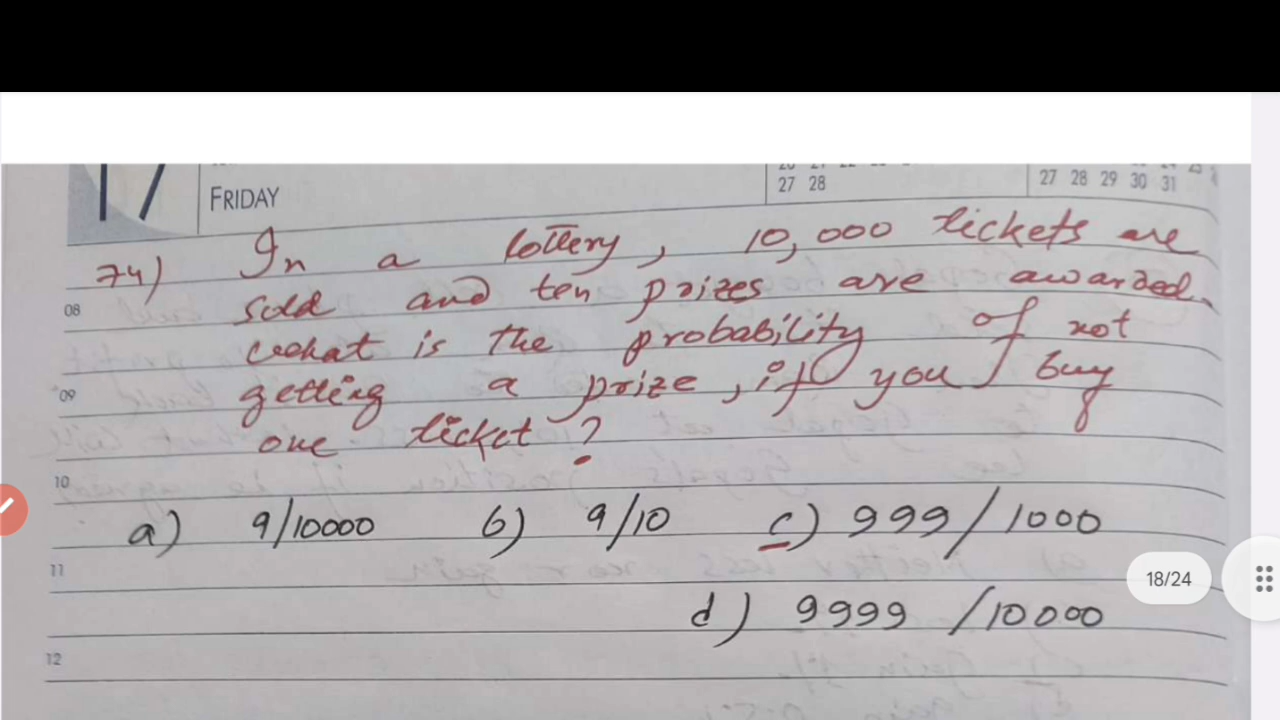 17
FRIDAY
27 28
27 28 29 30 31
74) In a lottery, 10,000 tickets are
08 sold and ten prizes are awarded.
what is the probability of not
09 getting a prize, if you buy
one ticket?
10
a) 9/10000 b) 9/10 c) 999/1000
11
18/24
d) 9999/10000
12